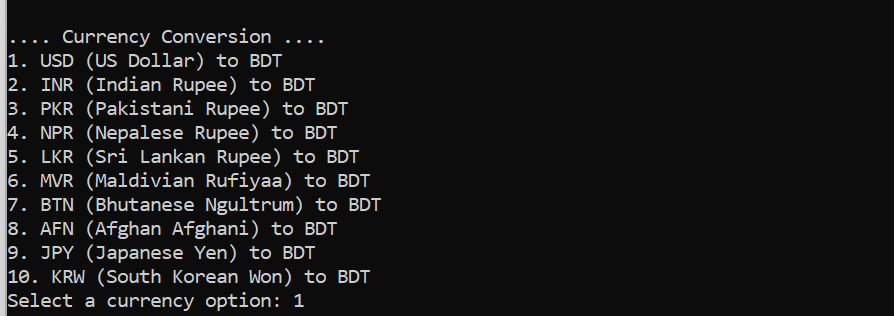 .... Currency Conversion ....
1. USD (US Dollar) to BDT
2. INR (Indian Rupee) to BDT
3. PKR (Pakistani Rupee) to BDT
4. NPR (Nepalese Rupee) to BDT
5. LKR (Sri Lankan Rupee) to BDT
6. MVR (Maldivian Rufiyaa) to BDT
7. BTN (Bhutanese Ngultrum) to BDT
8. AFN (Afghan Afghani) to BDT
9. JPY (Japanese Yen) to BDT
10. KRW (South Korean Won) to BDT
Select a currency option: 1